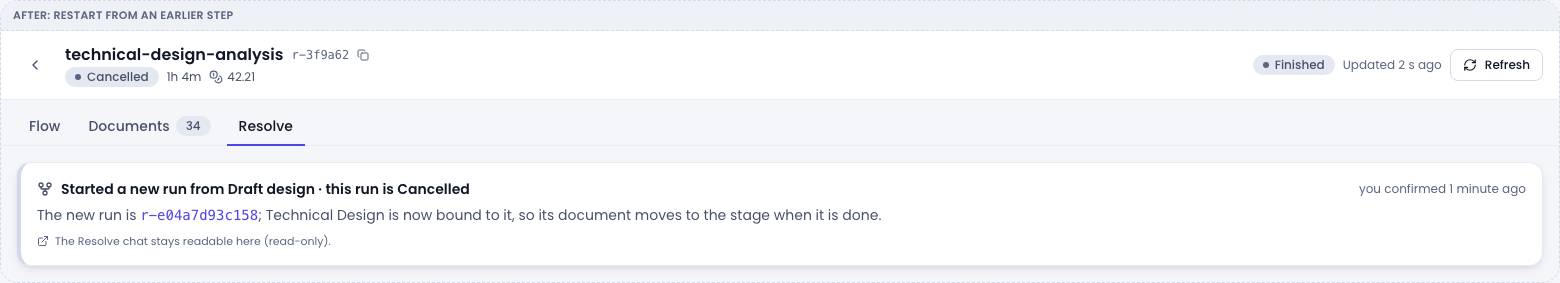 AFTER: RESTART FROM AN EARLIER STEP
technical-design-analysis r-3f9a62
Cancelled 1h 4m 42.21
Finished Updated 2 s ago Refresh
Flow Documents 34 Resolve
Started a new run from Draft design · this run is Cancelled you confirmed 1 minute ago
The new run is r-e04a7d93c158; Technical Design is now bound to it, so its document moves to the stage when it is done.
The Resolve chat stays readable here (read-only).